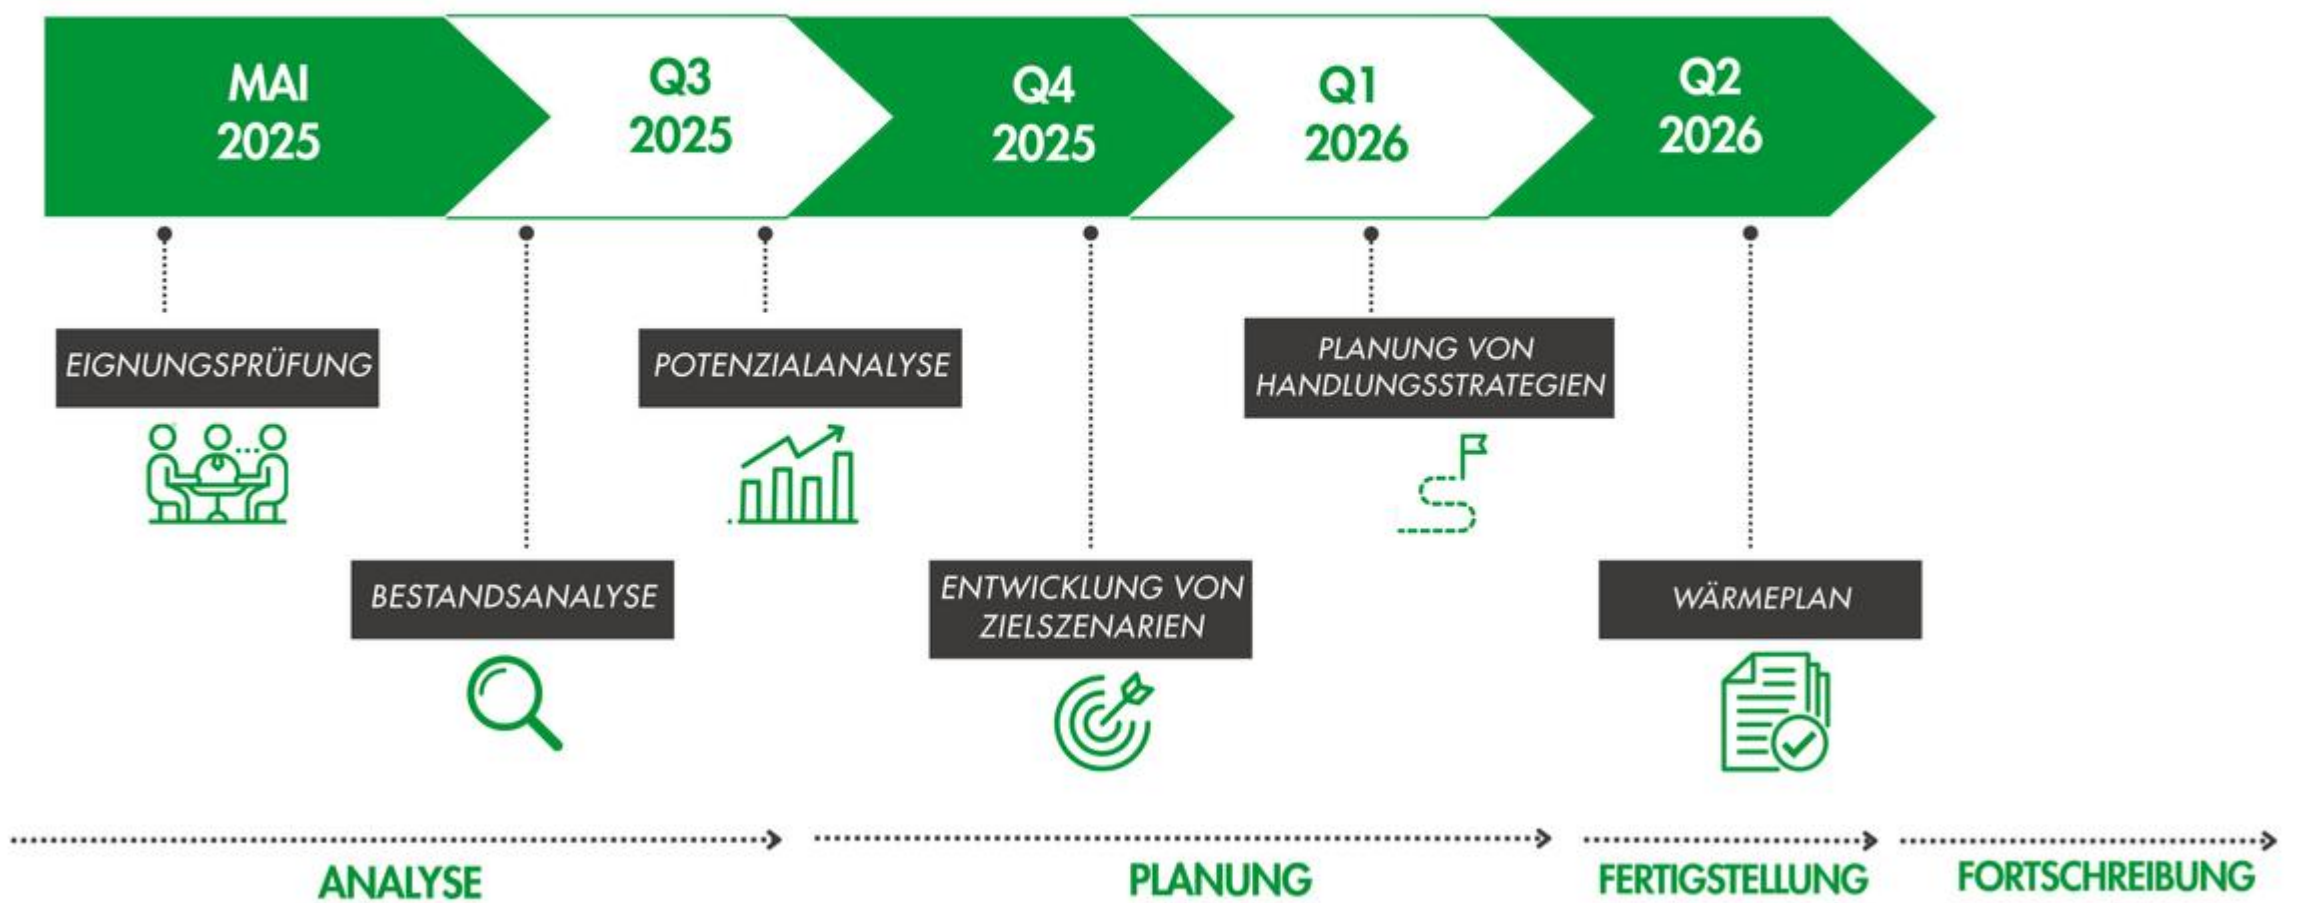 MAI
2025
Q3
2025
Q4
2025
Q1
2026
Q2
2026
EIGNUNGSPRÜFUNG
BESTANDSANALYSE
POTENZIALANALYSE
ENTWICKLUNG VON
ZIELSZENARIEN
PLANUNG VON
HANDLUNGSSTRATEGIEN
WÄRMEPLAN
ANALYSE
PLANUNG
FERTIGSTELLUNG
FORTSCHREIBUNG